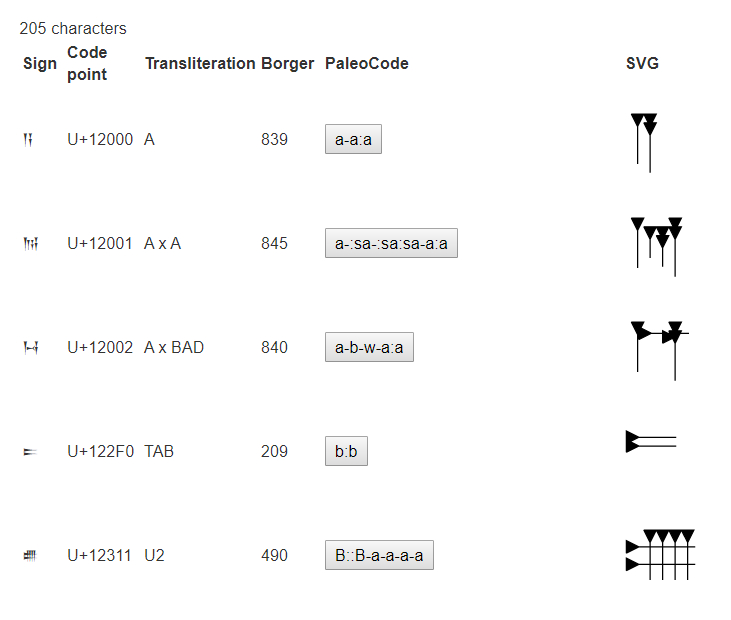 205 characters
Sign Code point Transliteration Borger PaleoCode SVG
𒀀 U+12000 A 839 a-a:a
𒀁 U+12001 A x A 845 a-:sa-:sa:sa-a:a
𒀂 U+12002 A x BAD 840 a-b-w-a:a
𒋰 U+122F0 TAB 209 b:b
𒌑 U+12311 U2 490 B::B-a-a-a-a